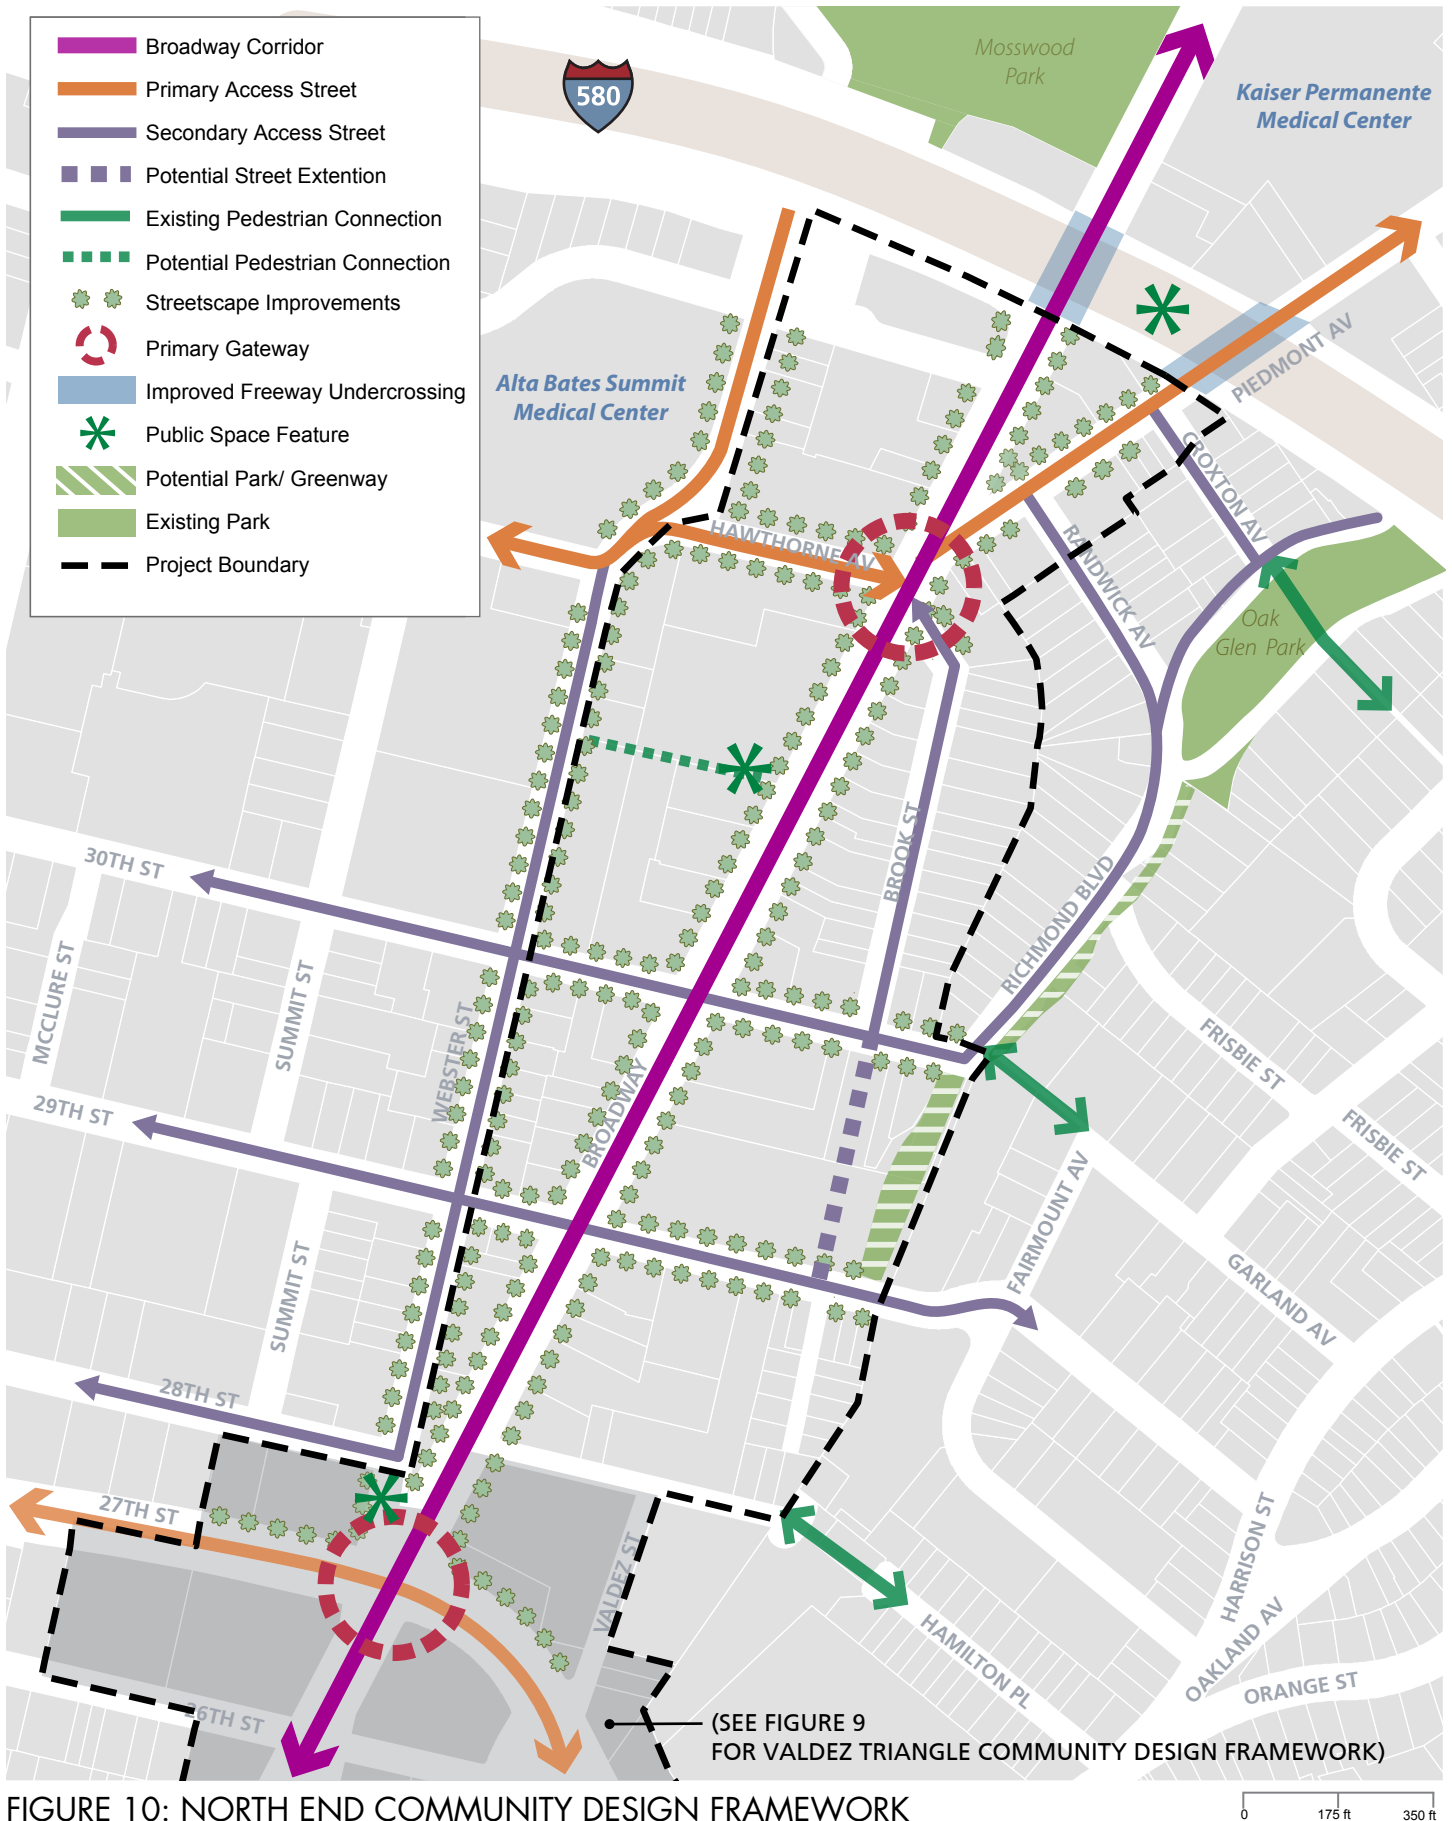 Broadway Corridor
Primary Access Street
Secondary Access Street
Potential Street Extention
Existing Pedestrian Connection
Potential Pedestrian Connection
Streetscape Improvements
Primary Gateway
Improved Freeway Undercrossing
Public Space Feature
Potential Park/ Greenway
Existing Park
Project Boundary
580
Mosswood
Park
Kaiser Permanente
Medical Center
Alta Bates Summit
Medical Center
PIEDMONT AV
CROXTON AV
HAWTHORNE AV
RANDWICK AV
Oak
Glen Park
BROOK ST
30TH ST
RICHMOND BLVD
MCCLURE ST
SUMMIT ST
WEBSTER ST
BROADWAY
FRISBIE ST
FRISBIE ST
29TH ST
FAIRMOUNT AV
GARLAND AV
SUMMIT ST
28TH ST
27TH ST
VALDEZ ST
HARRISON ST
HAMILTON PL
OAKLAND AV
ORANGE ST
26TH ST
(SEE FIGURE 9
FOR VALDEZ TRIANGLE COMMUNITY DESIGN FRAMEWORK)
FIGURE 10: NORTH END COMMUNITY DESIGN FRAMEWORK
0 175 ft 350 ft